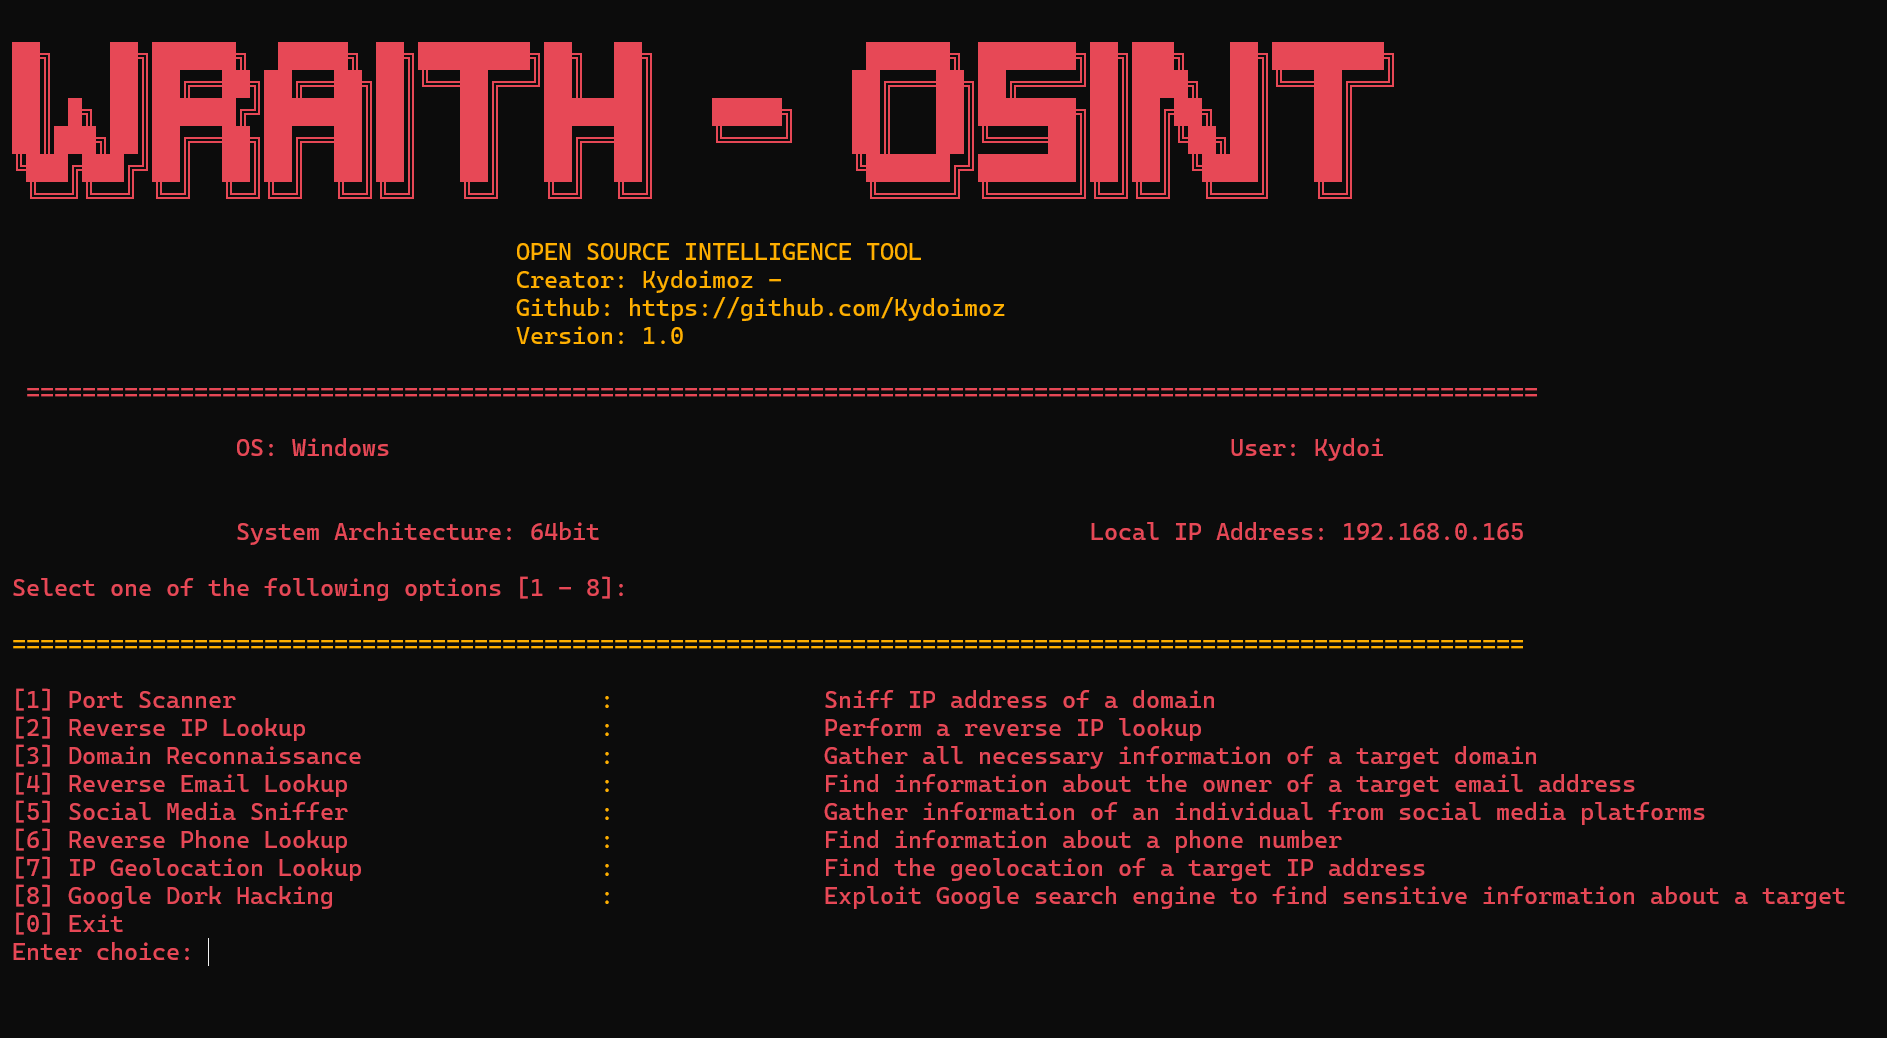 WRAITH - OSINT
OPEN SOURCE INTELLIGENCE TOOL
Creator: Kydoimoz -
Github: https://github.com/Kydoimoz
Version: 1.0
============================================================================================================
OS: Windows User: Kydoi
System Architecture: 64bit Local IP Address: 192.168.0.165
Select one of the following options [1 - 8]:
============================================================================================================
[1] Port Scanner : Sniff IP address of a domain
[2] Reverse IP Lookup : Perform a reverse IP lookup
[3] Domain Reconnaissance : Gather all necessary information of a target domain
[4] Reverse Email Lookup : Find information about the owner of a target email address
[5] Social Media Sniffer : Gather information of an individual from social media platforms
[6] Reverse Phone Lookup : Find information about a phone number
[7] IP Geolocation Lookup : Find the geolocation of a target IP address
[8] Google Dork Hacking : Exploit Google search engine to find sensitive information about a target
[0] Exit
Enter choice: